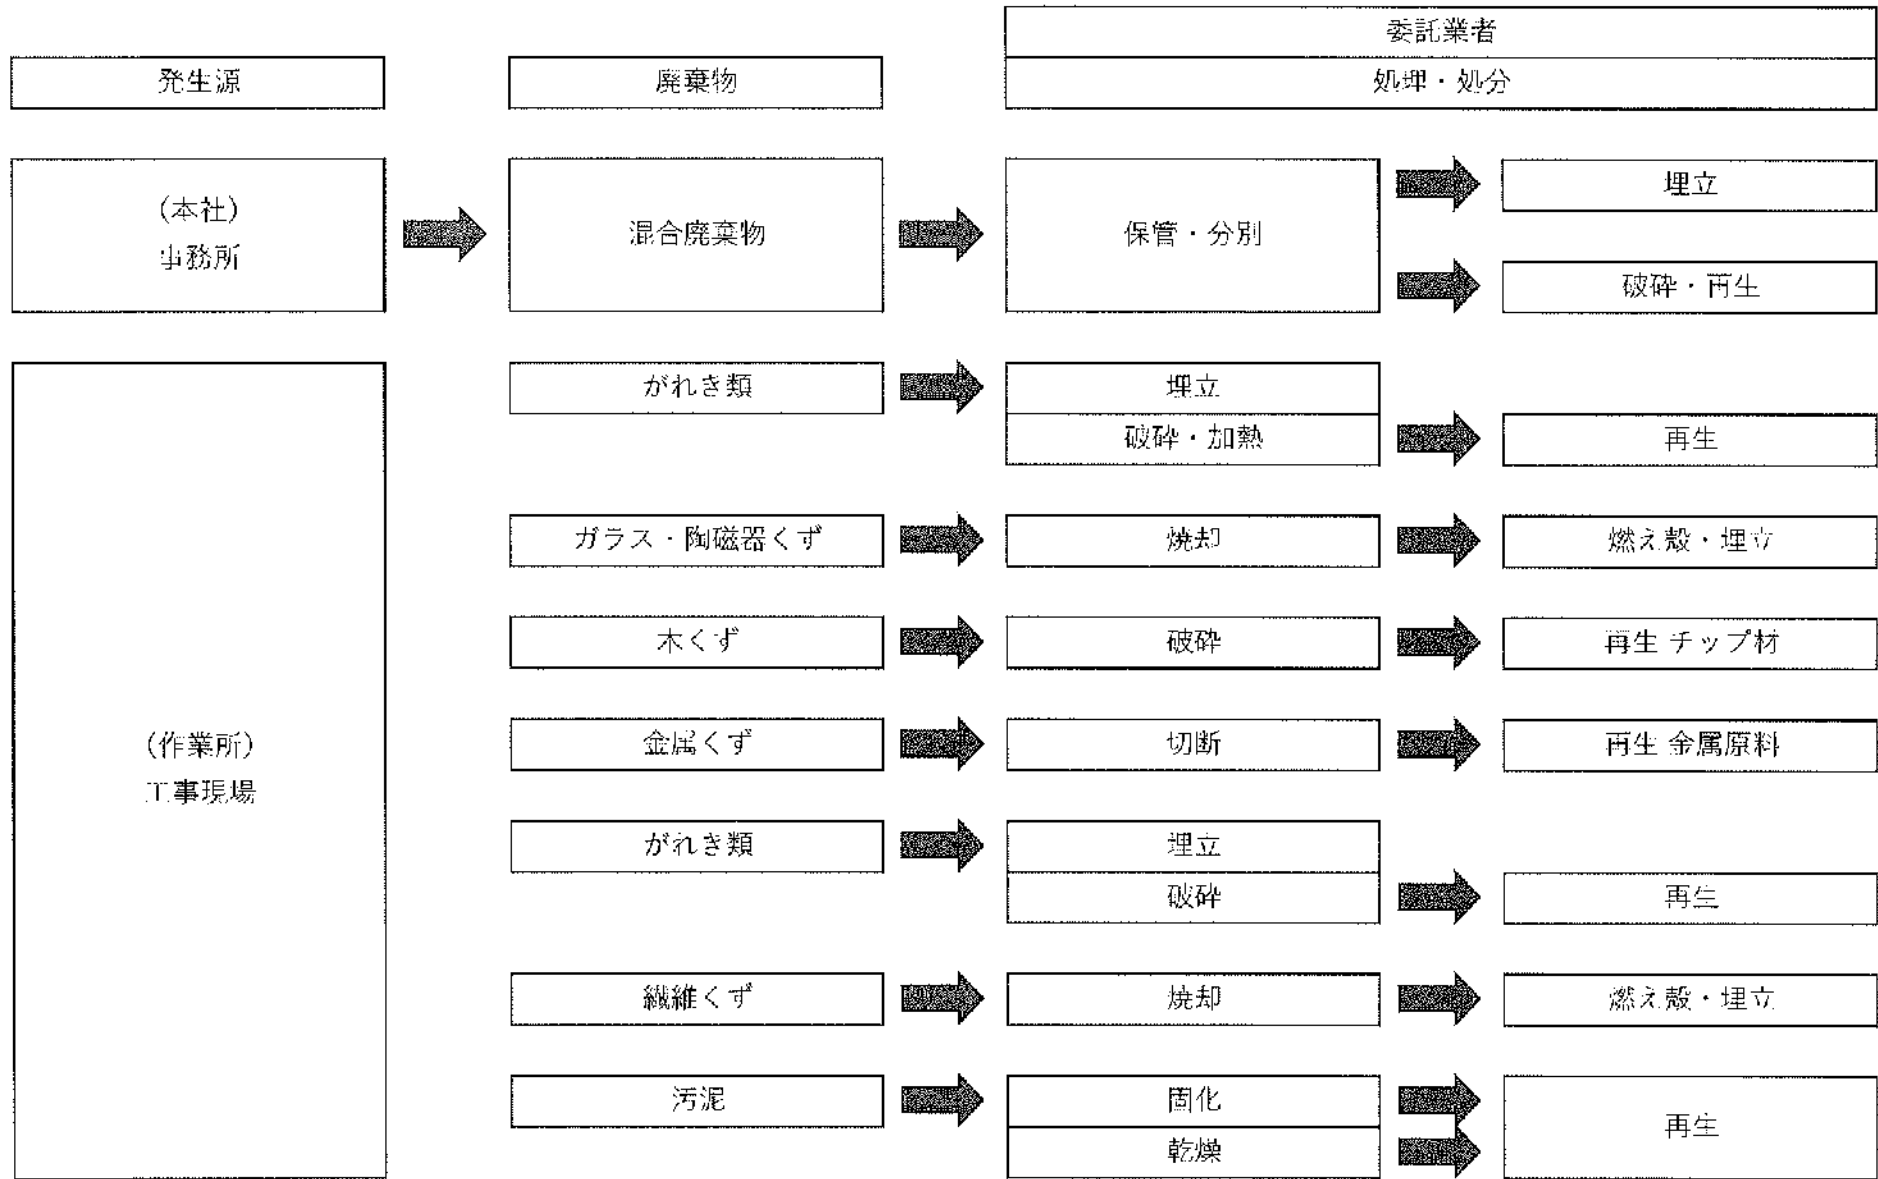 委託業者
発生源
廃棄物
処理・処分
(本社)
事務所
混合廃棄物
保管・分別
埋立
破砕・再生
(作業所)
工事現場
がれき類
埋立
破砕・加熱
再生
ガラス・陶磁器くず
焼却
燃え殻・埋立
木くず
破砕
再生 チップ材
金属くず
切断
再生 金属原料
がれき類
埋立
破砕
再生
繊維くず
焼却
燃え殻・埋立
汚泥
固化
乾燥
再生